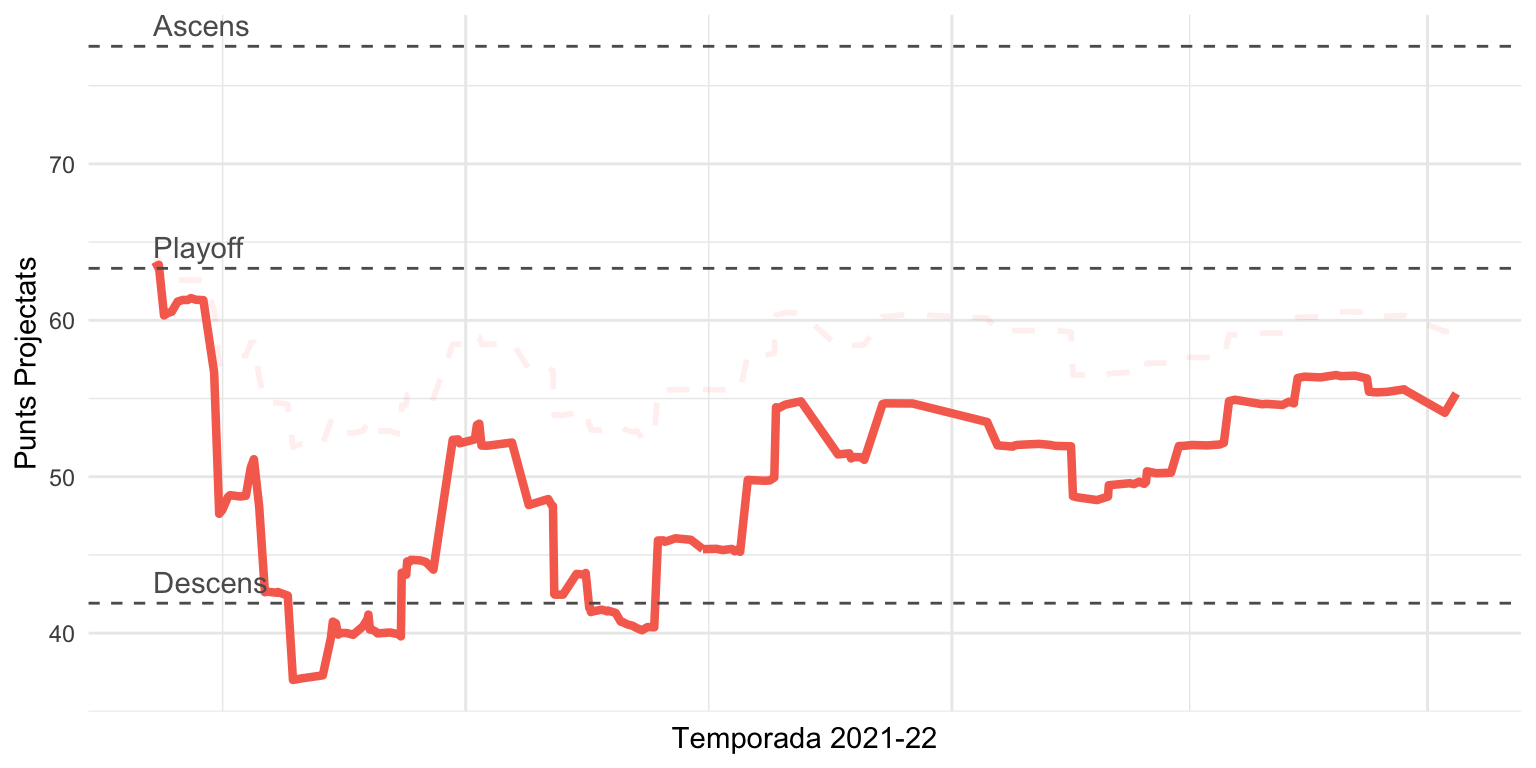 Ascens
70
Playoff
60
Punts Projectats
50
Descens
40
Temporada 2021-22